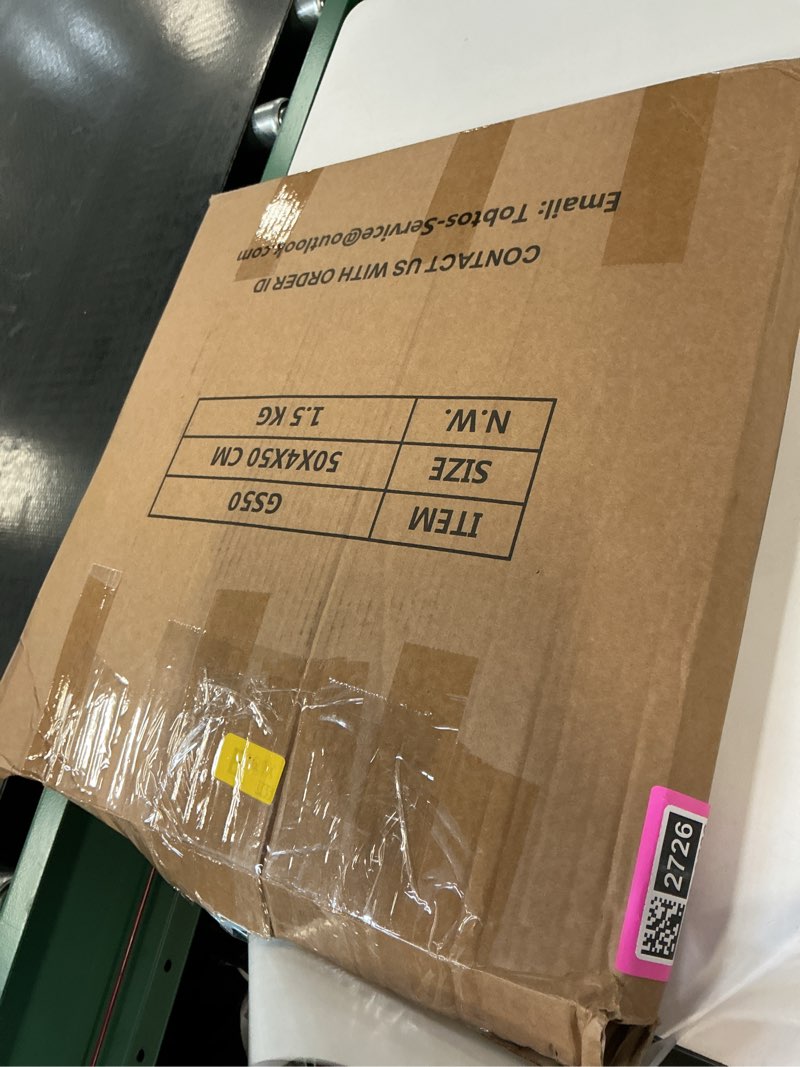 ITEM GS50
SIZE 50X4X50 CM
N.W. 1.5 KG
CONTACT US WITH ORDER ID
Email: Tobtos-Service@outlook.com
2726